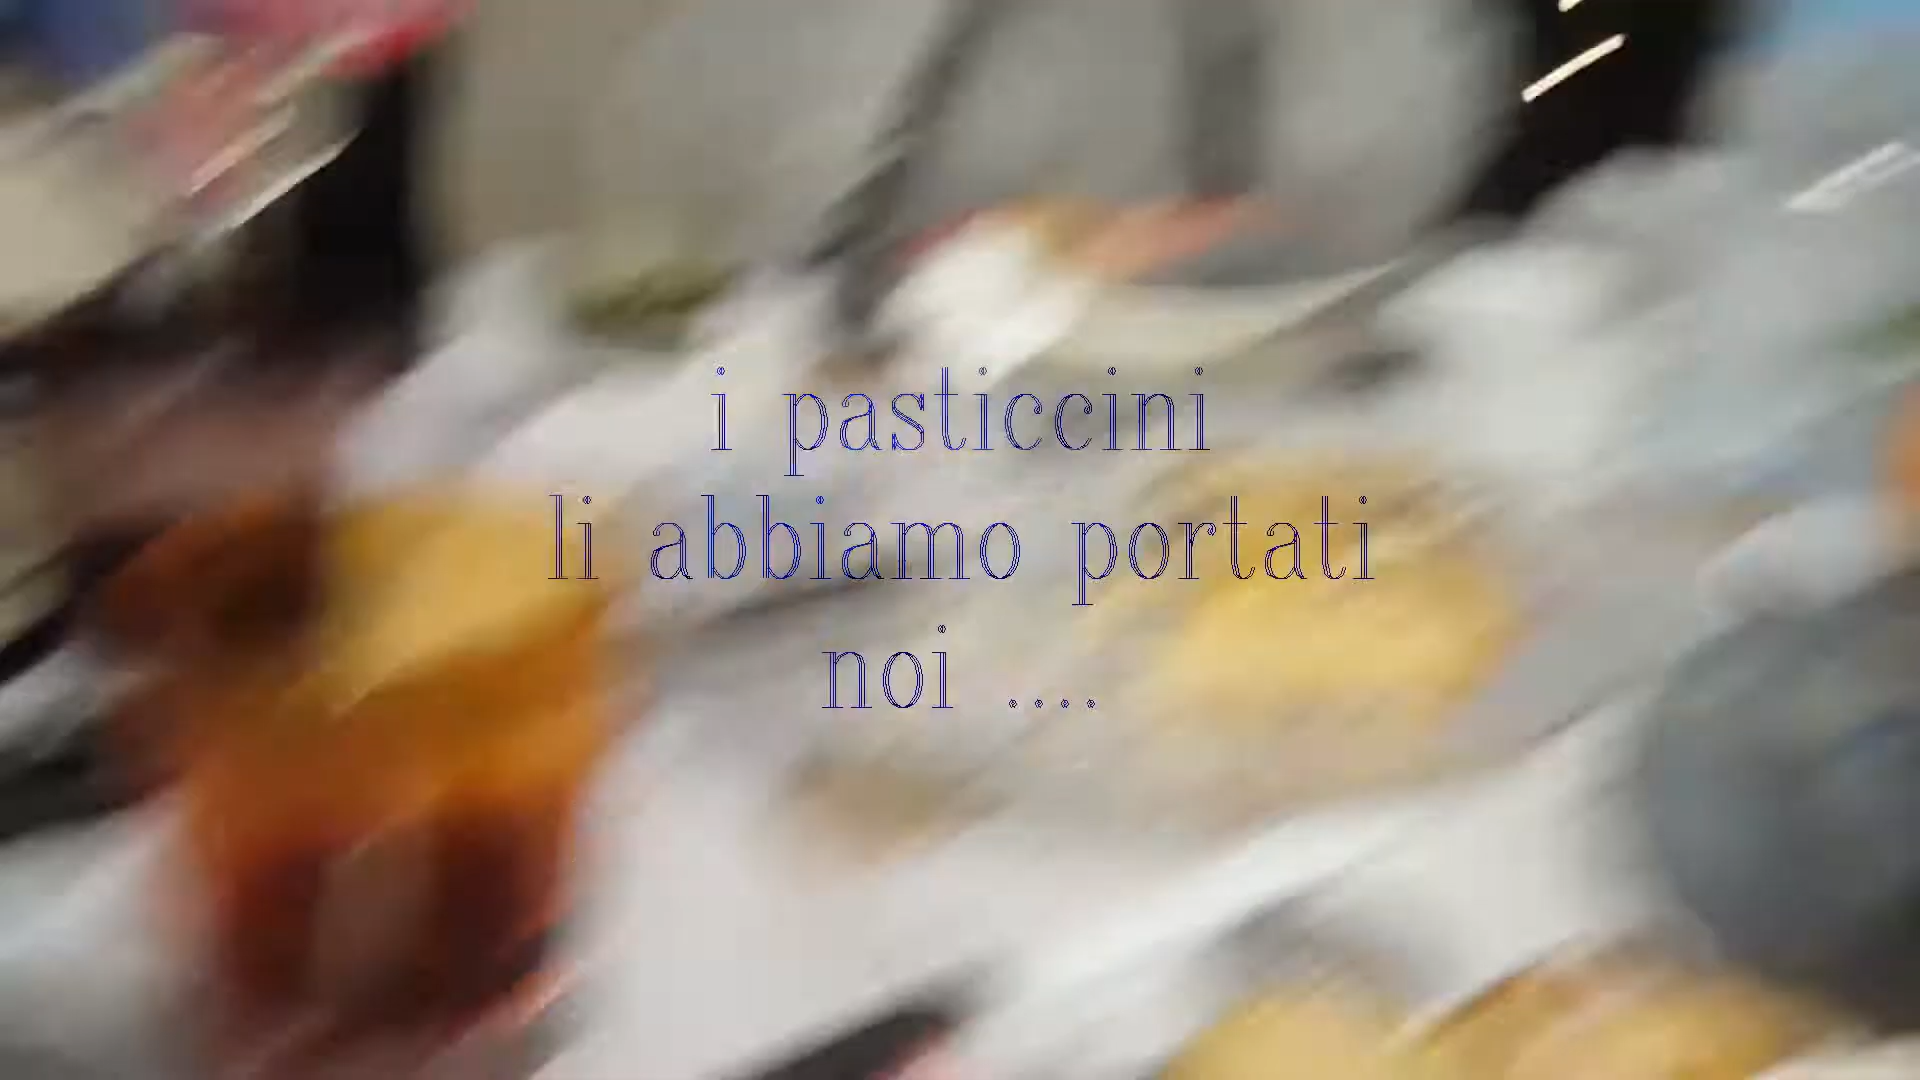 i pasticcini
li abbiamo portati
noi ....